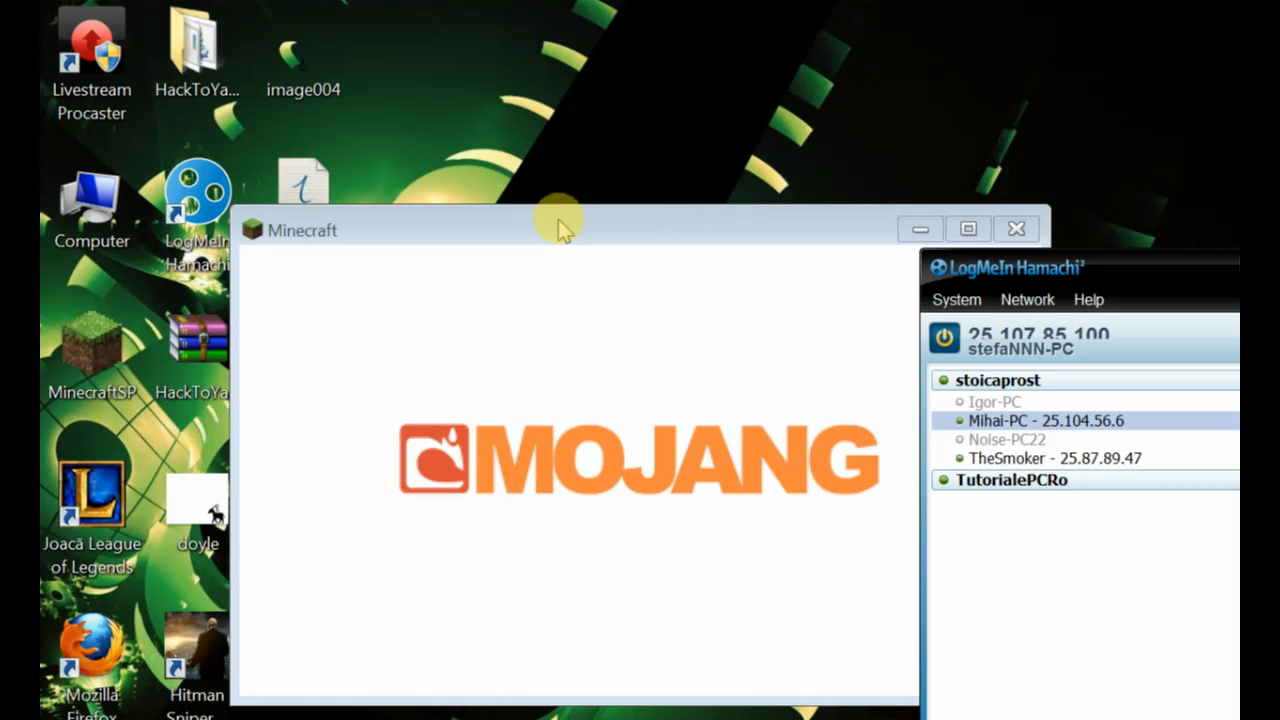 Livestream
Procaster
HackToYa...
image004
Computer
LogMeIn
Hamachi
MinecraftSP
HackToYa
Joacă League
of Legends
doyle
Mozilla
Firefox
Hitman
Sniper
Minecraft
MOJANG
LogMeIn Hamachi²
System Network Help
25.107.85.100
stefaNNN-PC
stoicaprost
Igor-PC
Mihai-PC - 25.104.56.6
Noise-PC22
TheSmoker - 25.87.89.47
TutorialePCRo